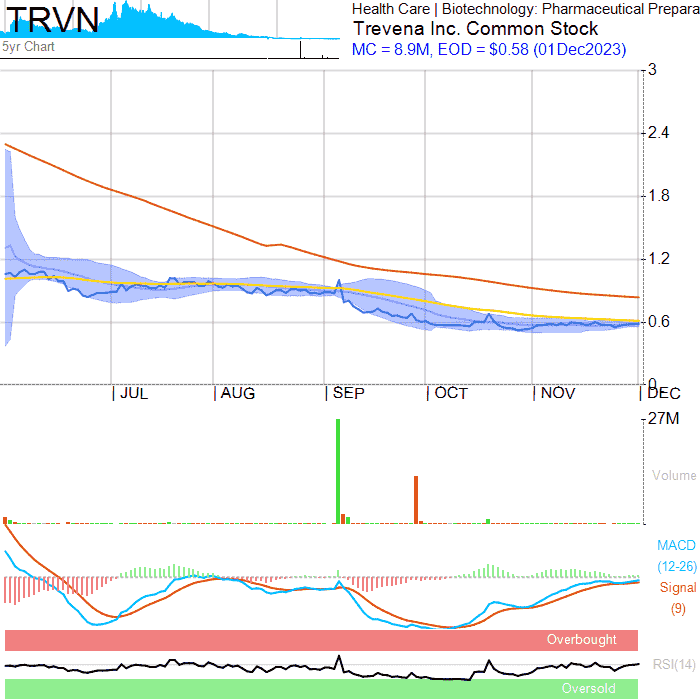 TRVN
Health Care | Biotechnology: Pharmaceutical Prepara
Trevena Inc. Common Stock
5yr Chart
MC = 8.9M, EOD = $0.58 (01Dec2023)
3
2.4
1.8
1.2
0.6
0
JUL AUG SEP OCT NOV DEC
27M
Volume
MACD
(12-26)
Signal
(9)
Overbought
RSI(14)
Oversold